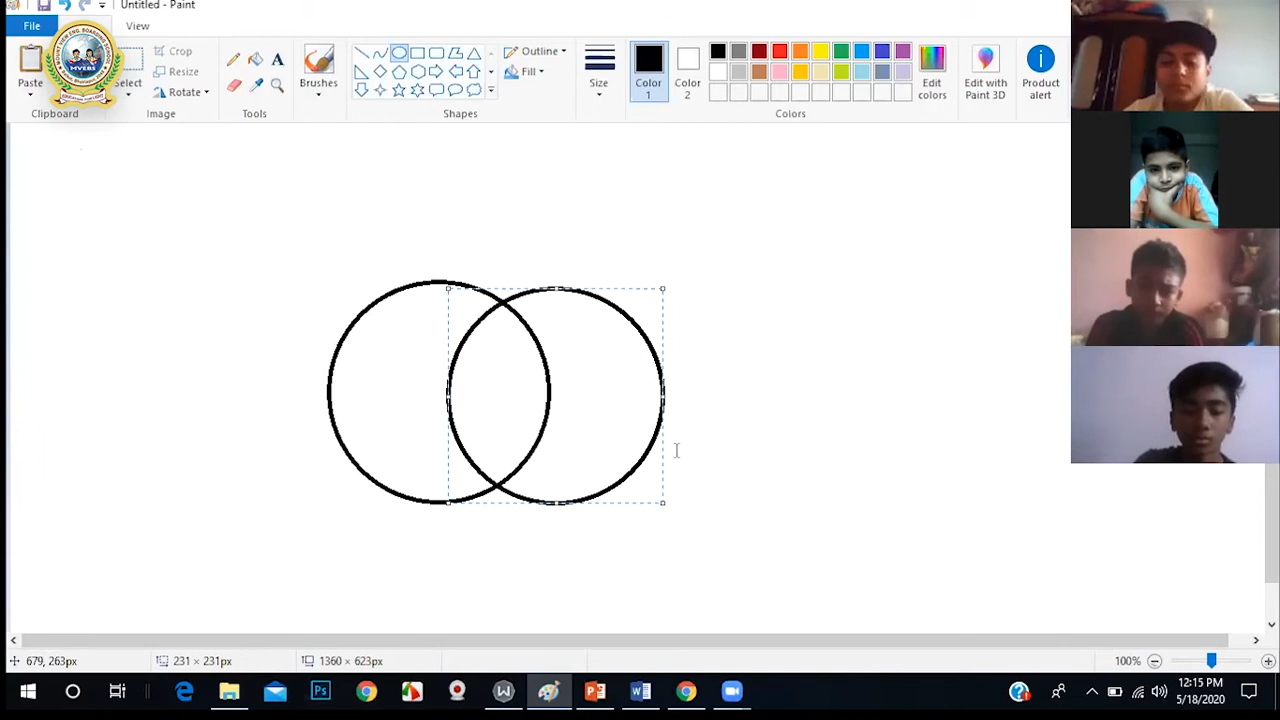 Untitled - Paint
File
View
Paste
Select
Crop
Resize
Rotate
Brushes
Size
Outline
Fill
Color
1
Color
2
Edit
colors
Edit with
Paint 3D
Product
alert
Clipboard
Image
Tools
Shapes
Colors
MVEBS
679, 263px
231 × 231px
1360 × 623px
100%
12:15 PM
5/18/2020